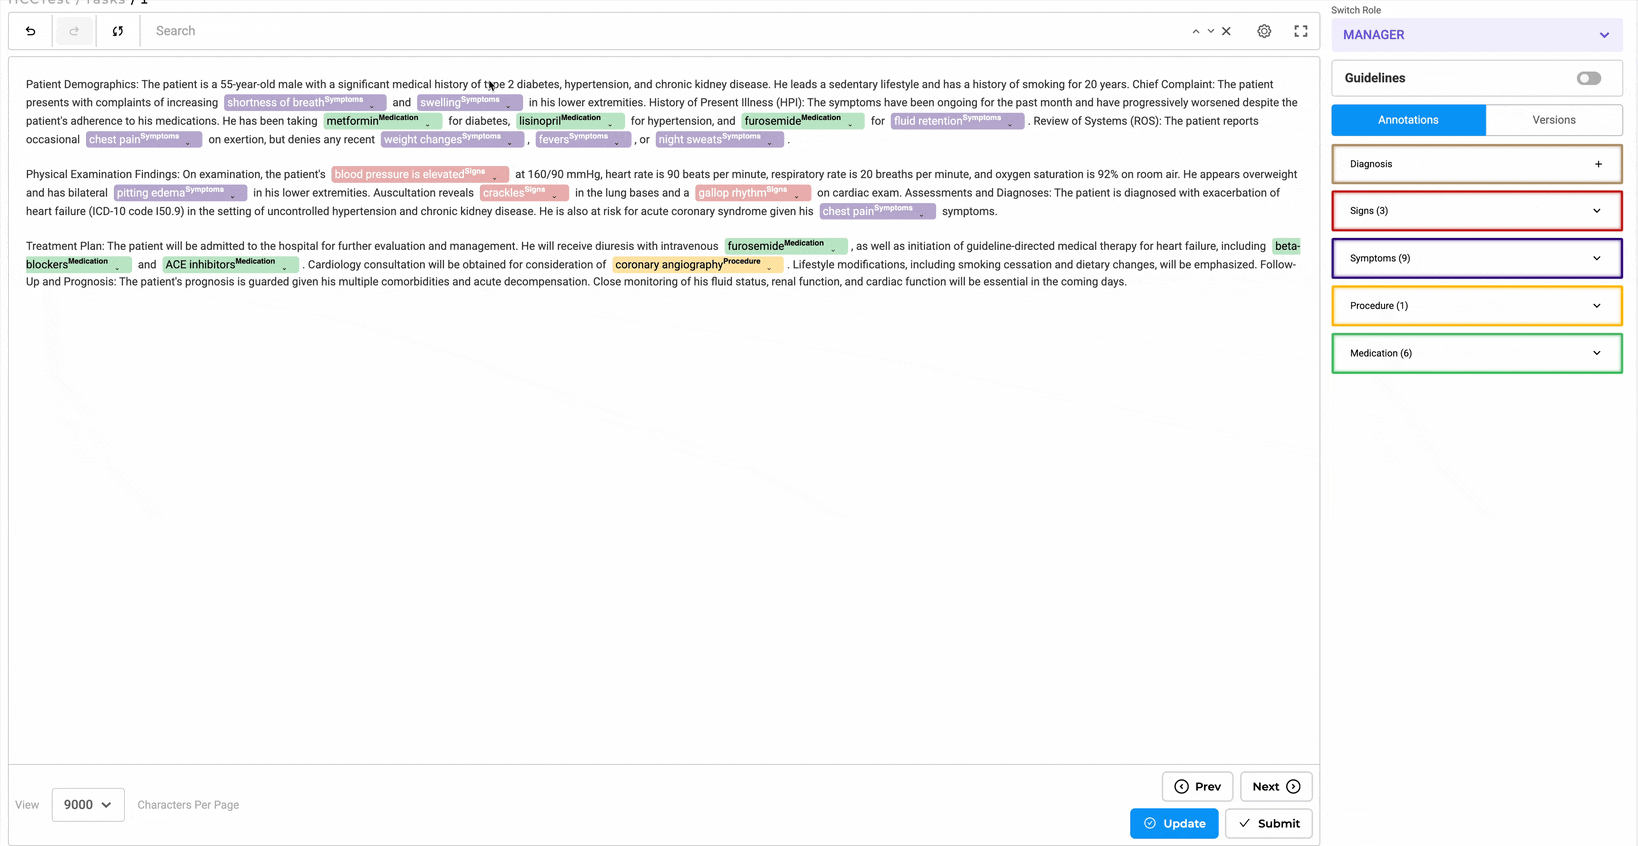 HCCTest / Tasks / 1
Search
Patient Demographics: The patient is a 55-year-old male with a significant medical history of type 2 diabetes, hypertension, and chronic kidney disease. He leads a sedentary lifestyle and has a history of smoking for 20 years. Chief Complaint: The patient
presents with complaints of increasing shortness of breath Symptoms and swelling Symptoms in his lower extremities. History of Present Illness (HPI): The symptoms have been ongoing for the past month and have progressively worsened despite the
patient's adherence to his medications. He has been taking metformin Medication for diabetes, lisinopril Medication for hypertension, and furosemide Medication for fluid retention Symptoms . Review of Systems (ROS): The patient reports
occasional chest pain Symptoms on exertion, but denies any recent weight changes Symptoms , fevers Symptoms , or night sweats Symptoms .
Physical Examination Findings: On examination, the patient's blood pressure is elevated Signs at 160/90 mmHg, heart rate is 90 beats per minute, respiratory rate is 20 breaths per minute, and oxygen saturation is 92% on room air. He appears overweight
and has bilateral pitting edema Symptoms in his lower extremities. Auscultation reveals crackles Signs in the lung bases and a gallop rhythm Signs on cardiac exam. Assessments and Diagnoses: The patient is diagnosed with exacerbation of
heart failure (ICD-10 code I50.9) in the setting of uncontrolled hypertension and chronic kidney disease. He is also at risk for acute coronary syndrome given his chest pain Symptoms symptoms.
Treatment Plan: The patient will be admitted to the hospital for further evaluation and management. He will receive diuresis with intravenous furosemide Medication , as well as initiation of guideline-directed medical therapy for heart failure, including beta-
blockers Medication and ACE inhibitors Medication . Cardiology consultation will be obtained for consideration of coronary angiography Procedure . Lifestyle modifications, including smoking cessation and dietary changes, will be emphasized. Follow-
Up and Prognosis: The patient's prognosis is guarded given his multiple comorbidities and acute decompensation. Close monitoring of his fluid status, renal function, and cardiac function will be essential in the coming days.
View 9000 Characters Per Page
Prev
Next
Update
Submit
Switch Role
MANAGER
Guidelines
Annotations
Versions
Diagnosis +
Signs (3)
Symptoms (9)
Procedure (1)
Medication (6)